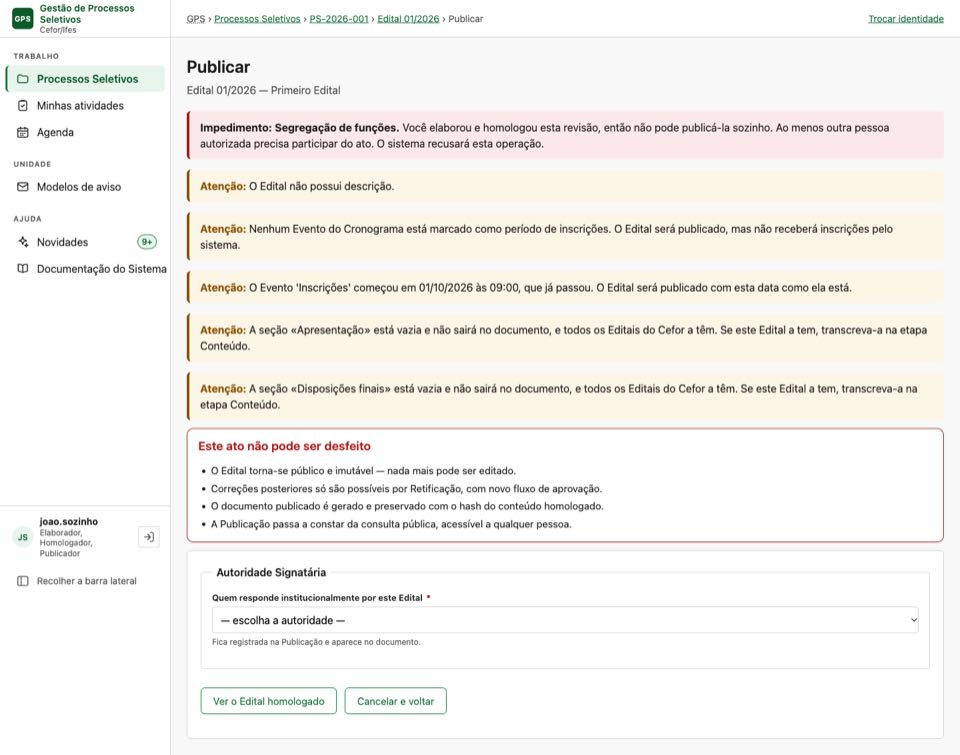 GPS
Gestão de Processos
Seletivos
Cefor/Ifes
GPS › Processos Seletivos › PS-2026-001 › Edital 01/2026 › Publicar
Trocar identidade
TRABALHO
Processos Seletivos
Minhas atividades
Agenda
UNIDADE
Modelos de aviso
AJUDA
Novidades
9+
Documentação do Sistema
JS
joao.sozinho
Elaborador,
Homologador,
Publicador
Recolher a barra lateral
Publicar
Edital 01/2026 — Primeiro Edital
Impedimento: Segregação de funções. Você elaborou e homologou esta revisão, então não pode publicá-la sozinho. Ao menos outra pessoa
autorizada precisa participar do ato. O sistema recusará esta operação.
Atenção: O Edital não possui descrição.
Atenção: Nenhum Evento do Cronograma está marcado como período de inscrições. O Edital será publicado, mas não receberá inscrições pelo
sistema.
Atenção: O Evento 'Inscrições' começou em 01/10/2026 às 09:00, que já passou. O Edital será publicado com esta data como ela está.
Atenção: A seção «Apresentação» está vazia e não sairá no documento, e todos os Editais do Cefor a têm. Se este Edital a tem, transcreva-a na etapa
Conteúdo.
Atenção: A seção «Disposições finais» está vazia e não sairá no documento, e todos os Editais do Cefor a têm. Se este Edital a tem, transcreva-a na
etapa Conteúdo.
Este ato não pode ser desfeito
• O Edital torna-se público e imutável — nada mais pode ser editado.
• Correções posteriores só são possíveis por Retificação, com novo fluxo de aprovação.
• O documento publicado é gerado e preservado com o hash do conteúdo homologado.
• A Publicação passa a constar da consulta pública, acessível a qualquer pessoa.
Autoridade Signatária
Quem responde institucionalmente por este Edital *
— escolha a autoridade —
Fica registrada na Publicação e aparece no documento.
Ver o Edital homologado
Cancelar e voltar